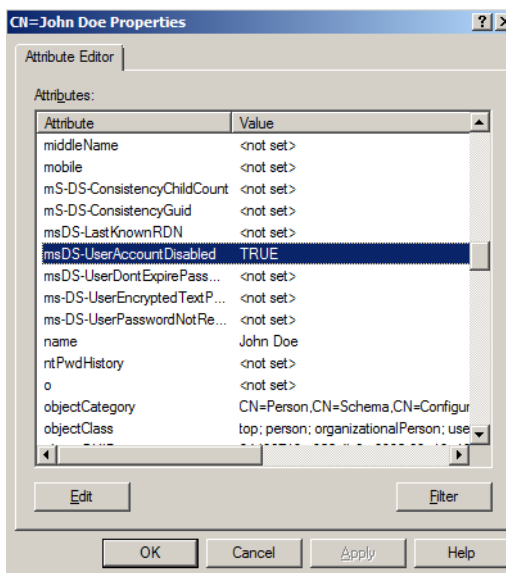 CN=John Doe Properties
Attribute Editor
Attributes:
Attribute Value
middleName <not set>
mobile <not set>
mS-DS-ConsistencyChildCount <not set>
mS-DS-ConsistencyGuid <not set>
msDS-LastKnownRDN <not set>
msDS-UserAccountDisabled TRUE
msDS-UserDontExpirePass... <not set>
ms-DS-UserEncryptedTextP... <not set>
ms-DS-UserPasswordNotRe... <not set>
name John Doe
ntPwdHistory <not set>
o <not set>
objectCategory CN=Person,CN=Schema,CN=Configur
objectClass top; person; organizationalPerson; use
Edit Filter
OK Cancel Apply Help